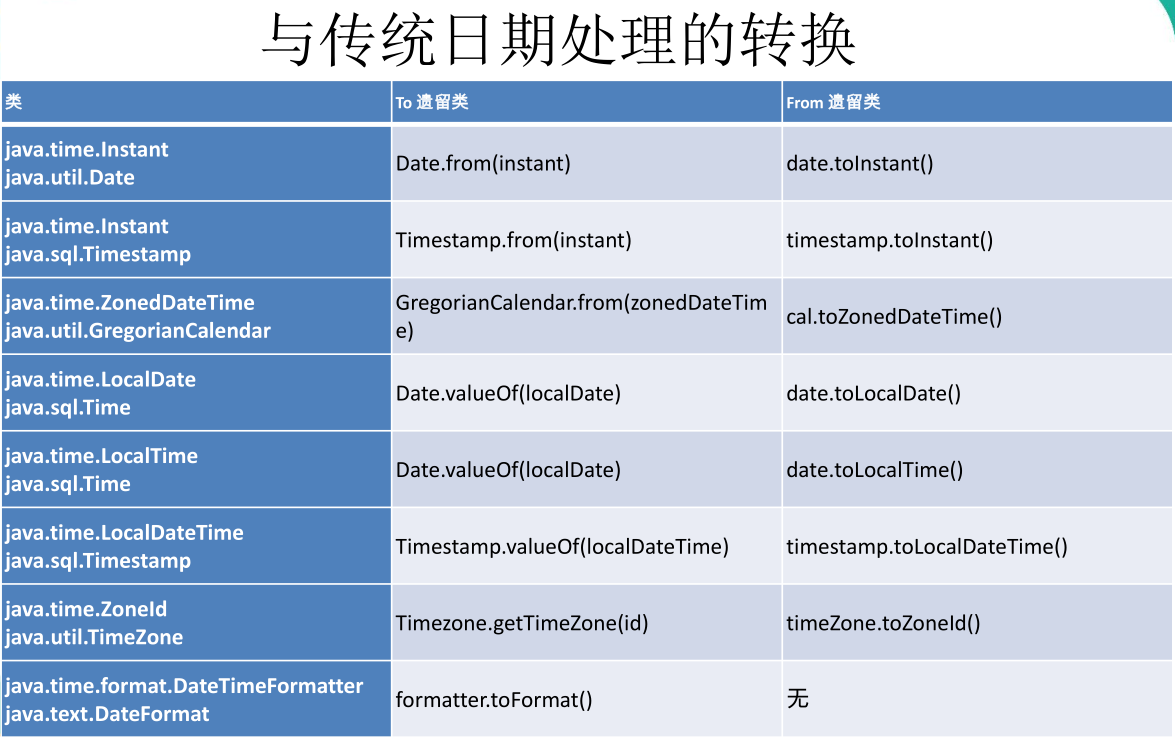 与传统日期处理的转换
类
To 遗留类
From 遗留类
java.time.Instant
java.util.Date
Date.from(instant)
date.toInstant()
java.time.Instant
java.sql.Timestamp
Timestamp.from(instant)
timestamp.toInstant()
java.time.ZonedDateTime
java.util.GregorianCalendar
GregorianCalendar.from(zonedDateTim
e)
cal.toZonedDateTime()
java.time.LocalDate
java.sql.Time
Date.valueOf(localDate)
date.toLocalDate()
java.time.LocalTime
java.sql.Time
Date.valueOf(localDate)
date.toLocalTime()
java.time.LocalDateTime
java.sql.Timestamp
Timestamp.valueOf(localDateTime)
timestamp.toLocalDateTime()
java.time.ZoneId
java.util.TimeZone
Timezone.getTimeZone(id)
timeZone.toZoneId()
java.time.format.DateTimeFormatter
java.text.DateFormat
formatter.toFormat()
无